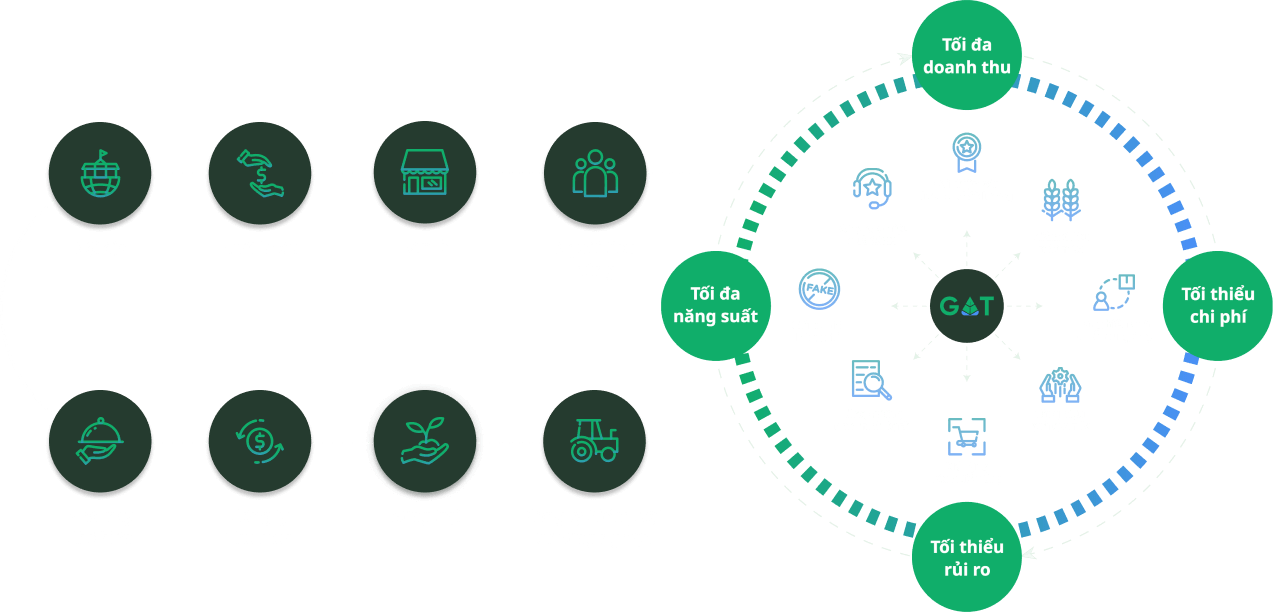 Tối đa
doanh thu
FAKE
Tối đa
năng suất
GAT
Tối thiểu
chi phí
Tối thiểu
rủi ro